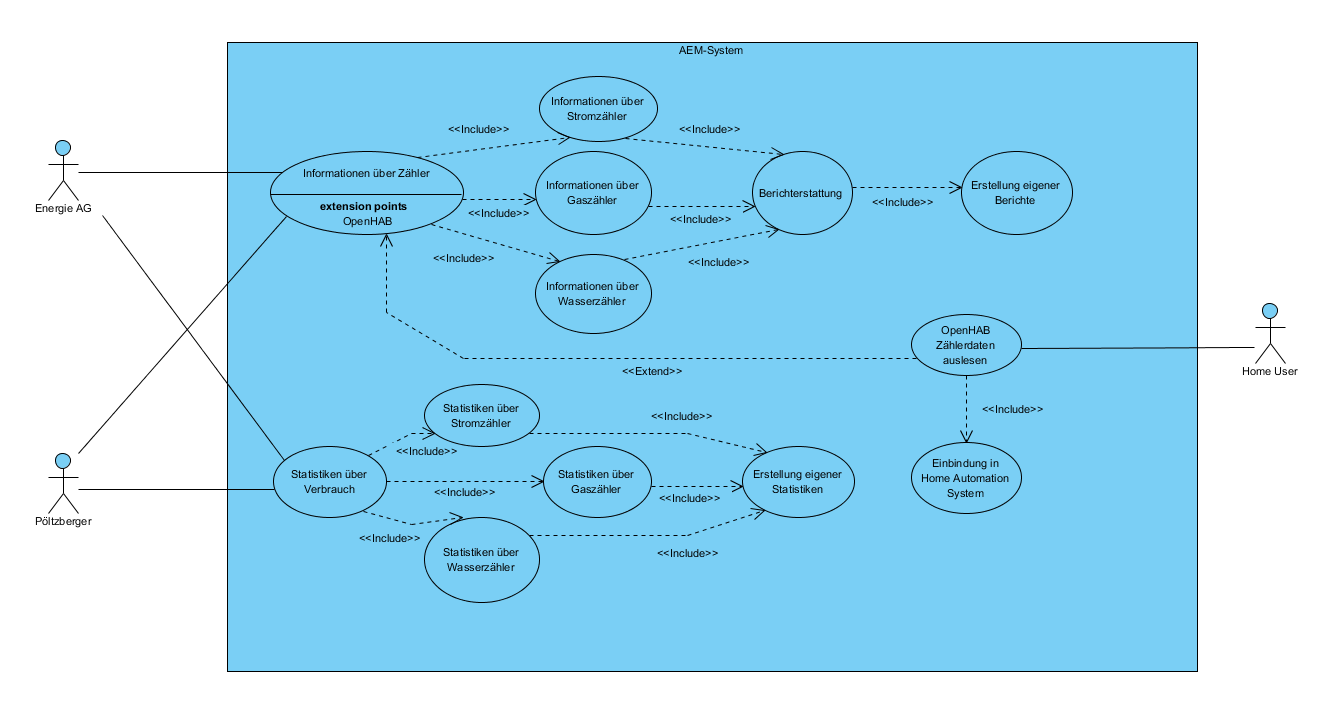 AEM-System
Informationen über
Stromzähler
<<Include>>
<<Include>>
Energie AG
Informationen über Zähler
extension points
OpenHAB
<<Include>>
Informationen über
Gaszähler
<<Include>>
Berichterstattung
<<Include>>
Erstellung eigener
Berichte
<<Include>>
Informationen über
Wasserzähler
<<Include>>
OpenHAB
Zählerdaten
auslesen
Home User
<<Extend>>
<<Include>>
Statistiken über
Stromzähler
<<Include>>
<<Include>>
Pöltzberger
Statistiken über
Verbrauch
<<Include>>
Statistiken über
Gaszähler
<<Include>>
Erstellung eigener
Statistiken
Einbindung in
Home Automation
System
<<Include>>
Statistiken über
Wasserzähler
<<Include>>